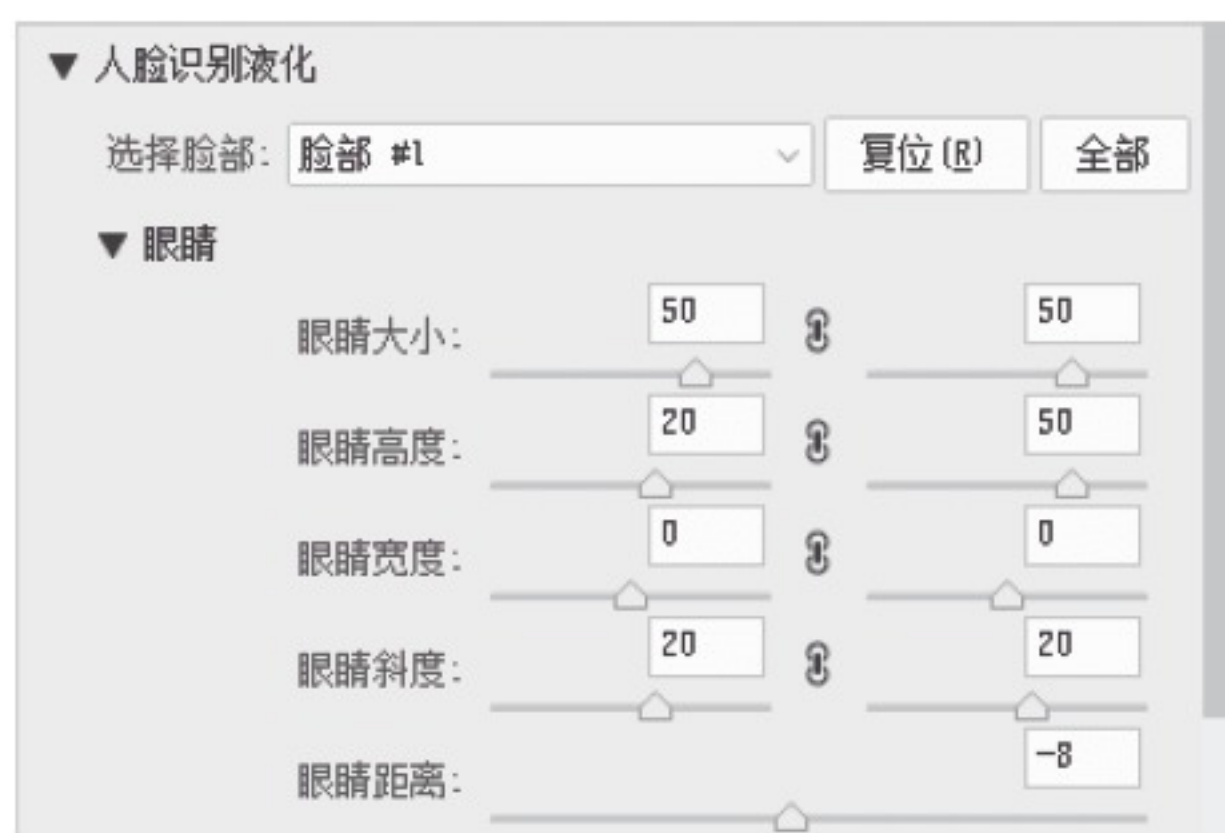 人脸识别液化
选择脸部: 脸部 #1 复位(R) 全部
眼睛
眼睛大小: 50 50
眼睛高度: 20 50
眼睛宽度: 0 0
眼睛斜度: 20 20
眼睛距离: -8